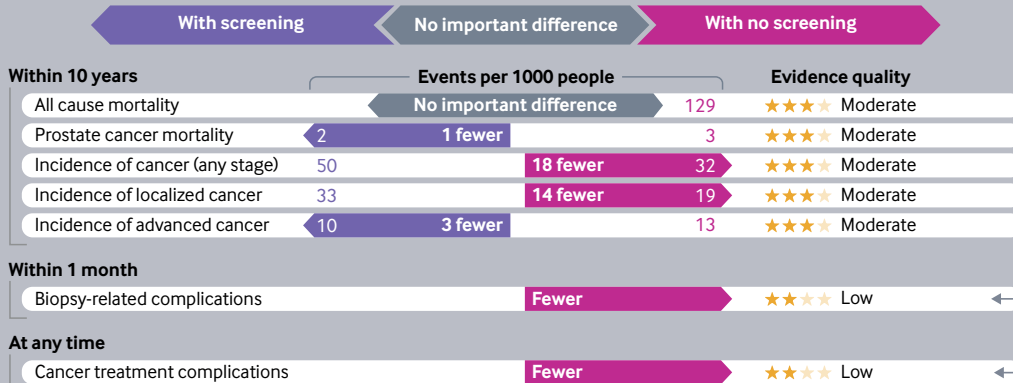 With screening No important difference With no screening
Within 10 years Events per 1000 people Evidence quality
All cause mortality No important difference 129 Moderate
Prostate cancer mortality 2 1 fewer 3 Moderate
Incidence of cancer (any stage) 50 18 fewer 32 Moderate
Incidence of localized cancer 33 14 fewer 19 Moderate
Incidence of advanced cancer 10 3 fewer 13 Moderate
Within 1 month
Biopsy-related complications Fewer Low
At any time
Cancer treatment complications Fewer Low